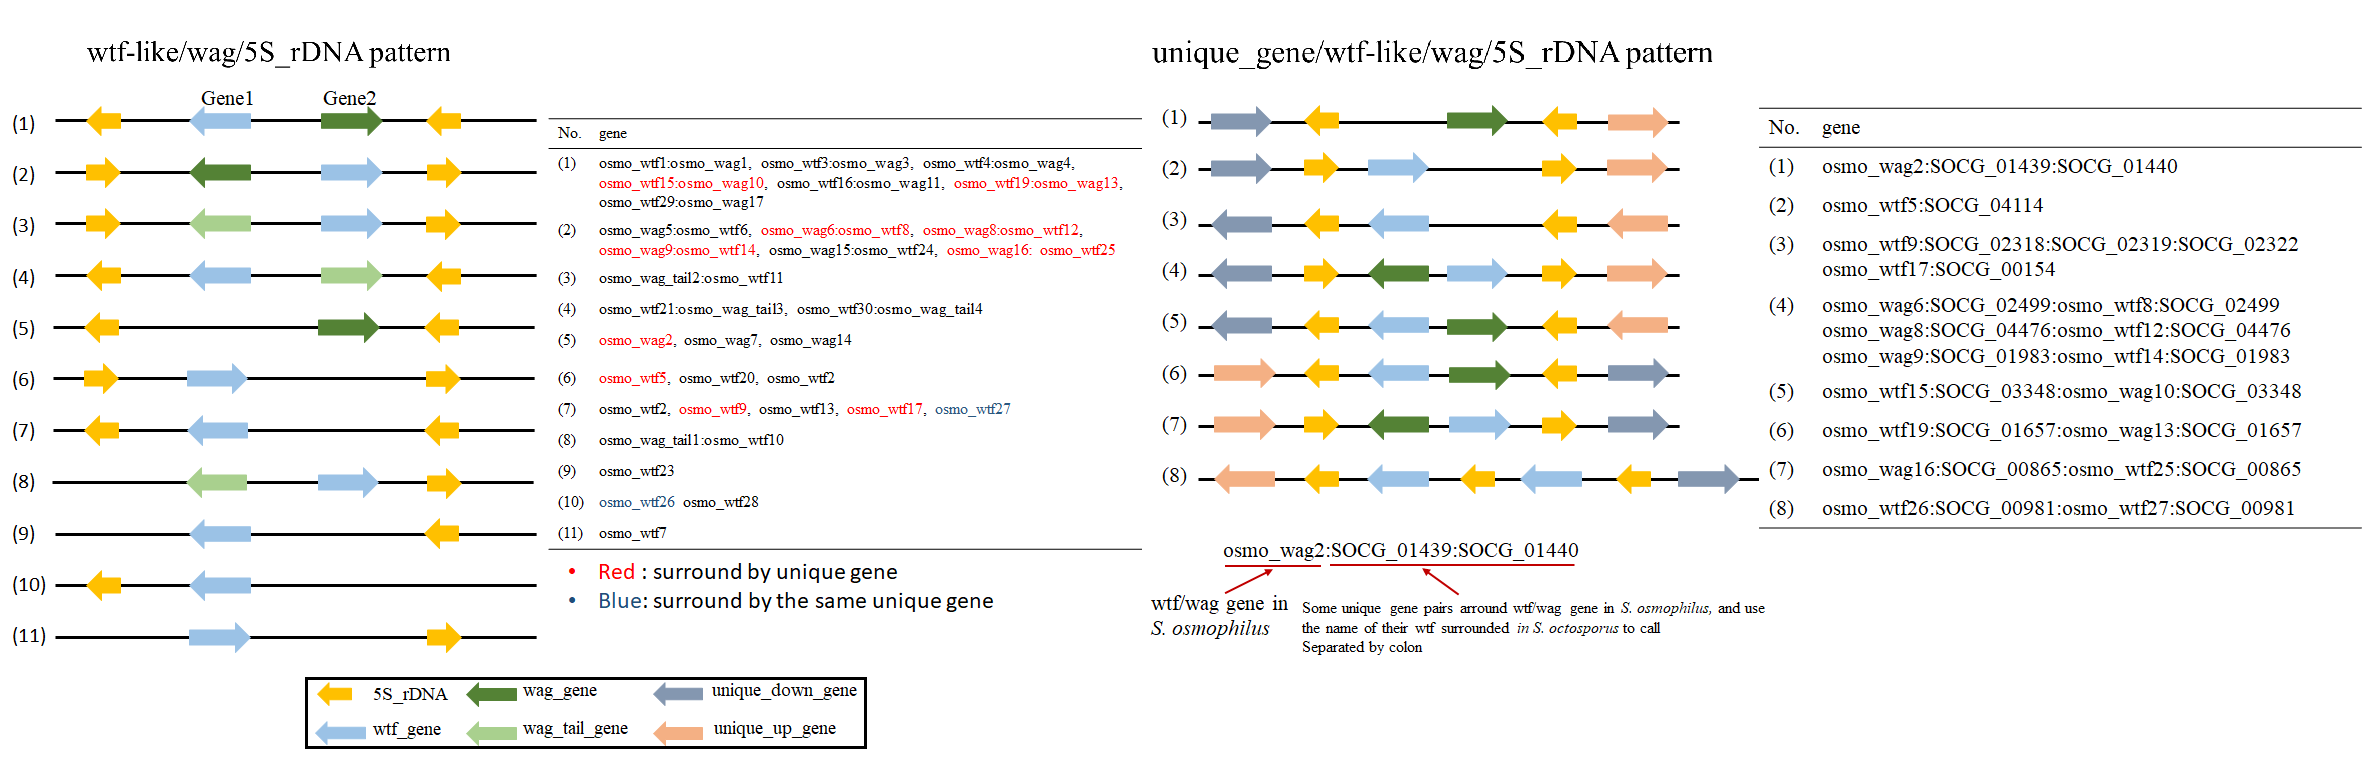 wtf-like/wag/5S_rDNA pattern
Gene1 Gene2
(1)
(2)
(3)
(4)
(5)
(6)
(7)
(8)
(9)
(10)
(11)
No. gene
(1) osmo_wtf1:osmo_wag1, osmo_wtf3:osmo_wag3, osmo_wtf4:osmo_wag4,
osmo_wtf15:osmo_wag10, osmo_wtf16:osmo_wag11, osmo_wtf19:osmo_wag13,
osmo_wtf29:osmo_wag17
(2) osmo_wag5:osmo_wtf6, osmo_wag6:osmo_wtf8, osmo_wag8:osmo_wtf12,
osmo_wag9:osmo_wtf14, osmo_wag15:osmo_wtf24, osmo_wag16: osmo_wtf25
(3) osmo_wag_tail2:osmo_wtf11
(4) osmo_wtf21:osmo_wag_tail3, osmo_wtf30:osmo_wag_tail4
(5) osmo_wag2, osmo_wag7, osmo_wag14
(6) osmo_wtf5, osmo_wtf20, osmo_wtf2
(7) osmo_wtf2, osmo_wtf9, osmo_wtf13, osmo_wtf17, osmo_wtf27
(8) osmo_wag_tail1:osmo_wtf10
(9) osmo_wtf23
(10) osmo_wtf26 osmo_wtf28
(11) osmo_wtf7
• Red : surround by unique gene
• Blue: surround by the same unique gene
5S_rDNA wag_gene unique_down_gene
wtf_gene wag_tail_gene unique_up_gene
unique_gene/wtf-like/wag/5S_rDNA pattern
(1)
(2)
(3)
(4)
(5)
(6)
(7)
(8)
No. gene
(1) osmo_wag2:SOCG_01439:SOCG_01440
(2) osmo_wtf5:SOCG_04114
(3) osmo_wtf9:SOCG_02318:SOCG_02319:SOCG_02322
osmo_wtf17:SOCG_00154
(4) osmo_wag6:SOCG_02499:osmo_wtf8:SOCG_02499
osmo_wag8:SOCG_04476:osmo_wtf12:SOCG_04476
osmo_wag9:SOCG_01983:osmo_wtf14:SOCG_01983
(5) osmo_wtf15:SOCG_03348:osmo_wag10:SOCG_03348
(6) osmo_wtf19:SOCG_01657:osmo_wag13:SOCG_01657
(7) osmo_wag16:SOCG_00865:osmo_wtf25:SOCG_00865
(8) osmo_wtf26:SOCG_00981:osmo_wtf27:SOCG_00981
osmo_wag2:SOCG_01439:SOCG_01440
wtf/wag gene in
S. osmophilus
Some unique gene pairs arround wtf/wag gene in S. osmophilus, and use
the name of their wtf surrounded in S. octosporus to call
Separated by colon